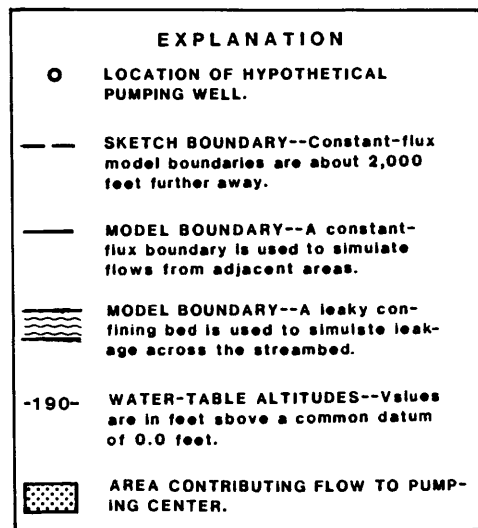 EXPLANATION
LOCATION OF HYPOTHETICAL
PUMPING WELL.
SKETCH BOUNDARY--Constant-flux
model boundaries are about 2,000
feet further away.
MODEL BOUNDARY--A constant-
flux boundary is used to simulate
flows from adjacent areas.
MODEL BOUNDARY--A leaky con-
fining bed is used to simulste leak-
age across the streambed.
-190- WATER-TABLE ALTITUDES--Vslues
are in feet sbove a common datum
of 0.0 feet.
AREA CONTRIBUTING FLOW TO PUMP-
ING CENTER.